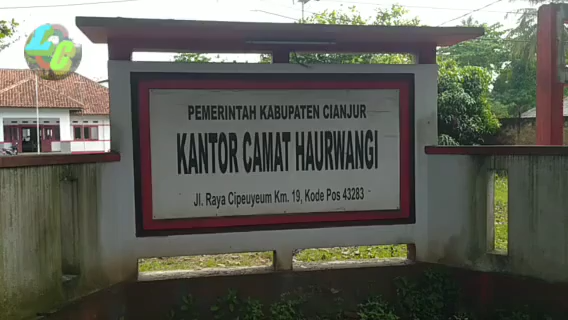 PEMERINTAH KABUPATEN CIANJUR
KANTOR CAMAT HAURWANGI
Jl. Raya Cipeuyeum Km. 19, Kode Pos 43283